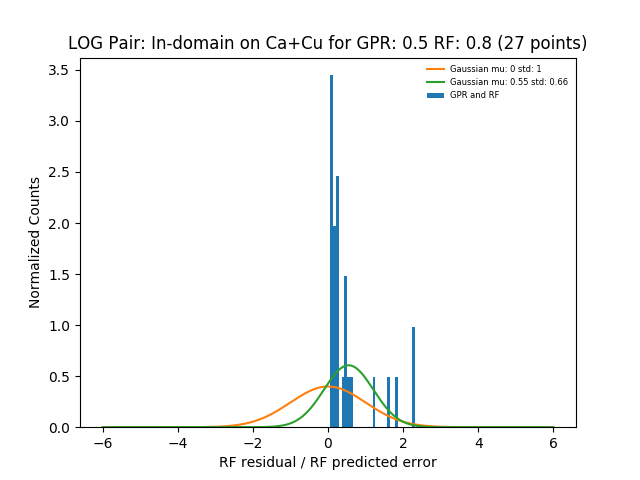 LOG Pair: In-domain on Ca+Cu for GPR: 0.5 RF: 0.8 (27 points)
Gaussian mu: 0 std: 1
Gaussian mu: 0.55 std: 0.66
GPR and RF
Normalized Counts
3.5
3.0
2.5
2.0
1.5
1.0
0.5
0.0
−6 −4 −2 0 2 4 6
RF residual / RF predicted error